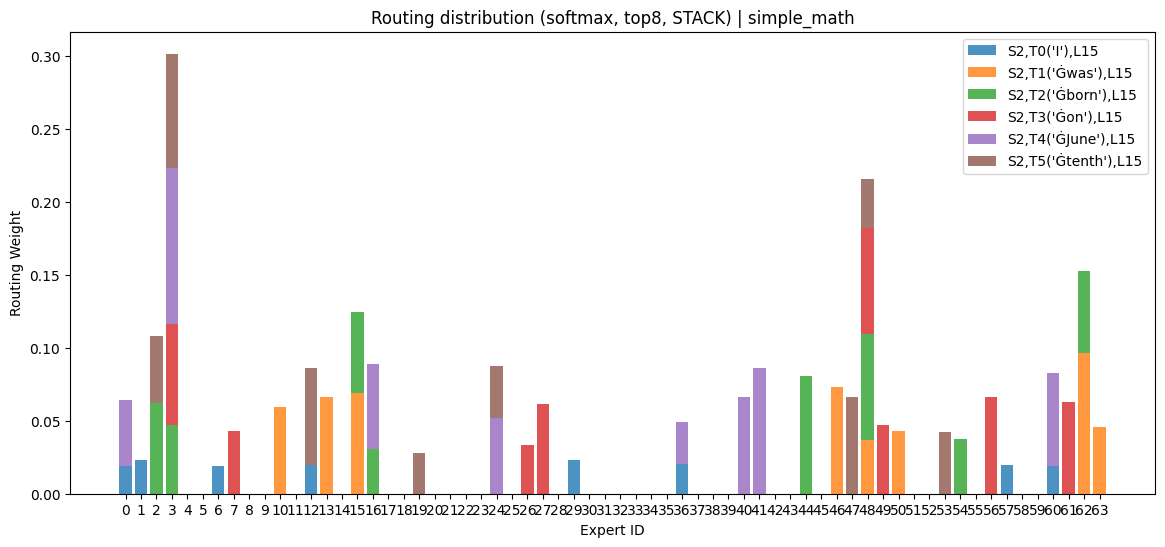 Routing distribution (softmax, top8, STACK) | simple_math
S2,T0('I'),L15
S2,T1('Ġwas'),L15
S2,T2('Ġborn'),L15
S2,T3('Ġon'),L15
S2,T4('ĠJune'),L15
S2,T5('Ġtenth'),L15
Routing Weight
0.30
0.25
0.20
0.15
0.10
0.05
0.00
0 1 2 3 4 5 6 7 8 9 10 11 12 13 14 15 16 17 18 19 20 21 22 23 24 25 26 27 28 29 30 31 32 33 34 35 36 37 38 39 40 41 42 43 44 45 46 47 48 49 50 51 52 53 54 55 56 57 58 59 60 61 62 63
Expert ID